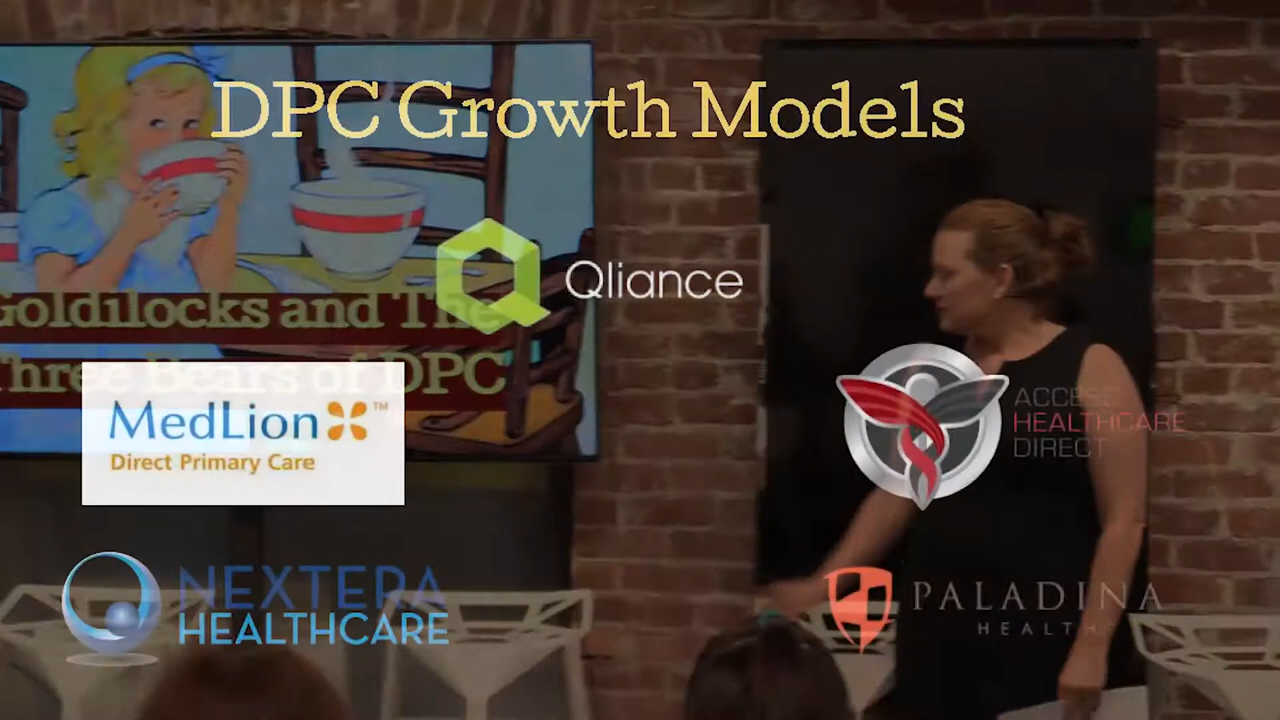 DPC Growth Models
Qliance
Goldilocks and The
Three Bears of DPC
MedLion™
Direct Primary Care
ACCESS
HEALTHCARE
DIRECT
NEXTERA
HEALTHCARE
PALADINA
HEALTH